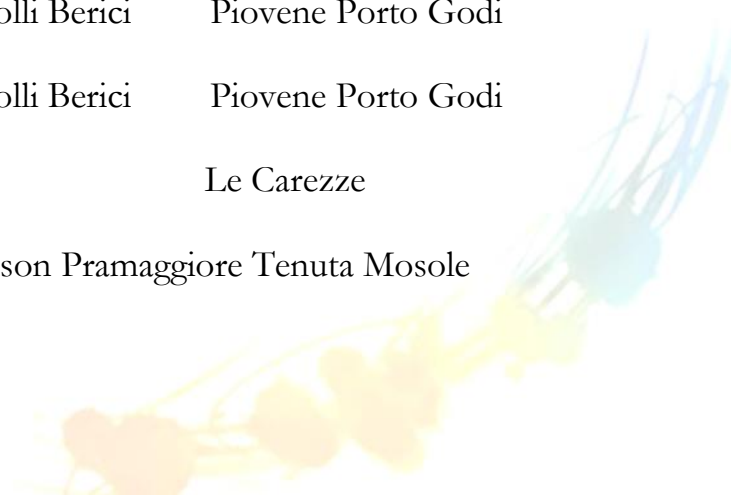 olli Berici Piovene Porto Godi
olli Berici Piovene Porto Godi
Le Carezze
son Pramaggiore Tenuta Mosole